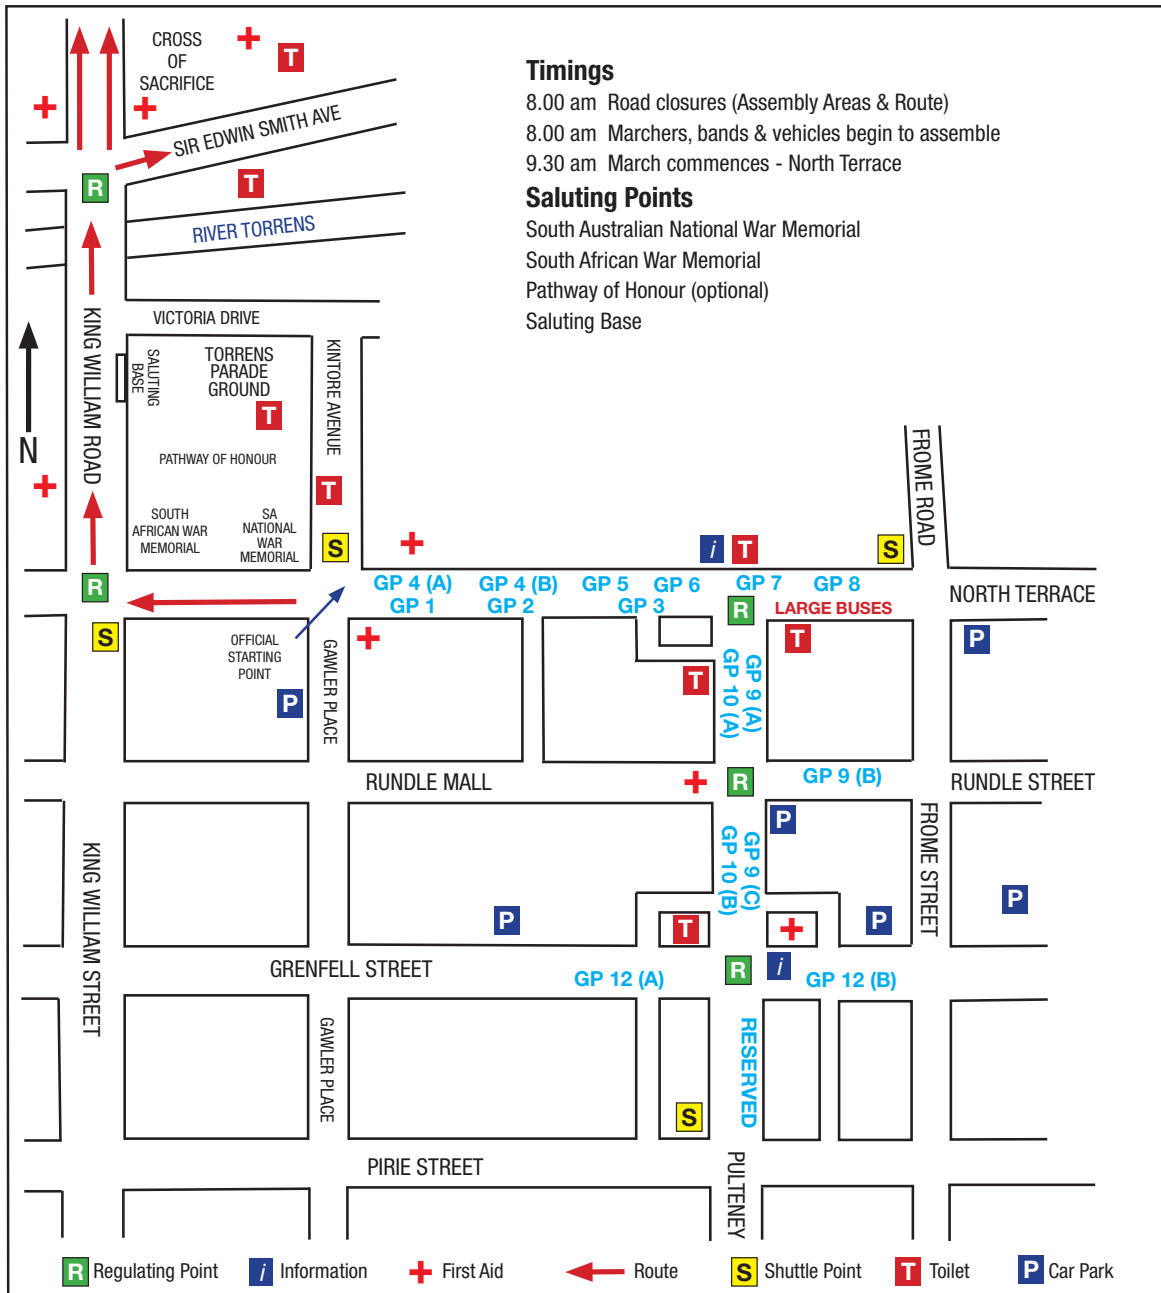 CROSS
OF
SACRIFICE
T
SIR EDWIN SMITH AVE
R
T
RIVER TORRENS
Timings
8.00 am Road closures (Assembly Areas & Route)
8.00 am Marchers, bands & vehicles begin to assemble
9.30 am March commences - North Terrace
Saluting Points
South Australian National War Memorial
South African War Memorial
Pathway of Honour (optional)
Saluting Base
VICTORIA DRIVE
N
KING WILLIAM ROAD
SALUTING
BASE
TORRENS
PARADE
GROUND
T
KINTORE AVENUE
PATHWAY OF HONOUR
T
SOUTH
AFRICAN WAR
MEMORIAL
SA
NATIONAL
WAR
MEMORIAL
S
i
T
S
FROME ROAD
R
GP 4 (A)
GP 4 (B)
GP 5
GP 6
GP 7
GP 8
GP 1
GP 2
GP 3
R
LARGE BUSES
NORTH TERRACE
S
OFFICIAL
STARTING
POINT
P
GAWLER PLACE
T
GP 9 (A)
GP 10 (A)
T
P
RUNDLE MALL
R
GP 9 (B)
RUNDLE STREET
KING WILLIAM STREET
P
GP 9 (C)
GP 10 (B)
P
T
P
FROME STREET
P
GRENFELL STREET
GP 12 (A)
R
i
GP 12 (B)
GAWLER PLACE
RESERVED
S
PIRIE STREET
PULTENEY
R Regulating Point
i Information
First Aid
Route
S Shuttle Point
T Toilet
P Car Park